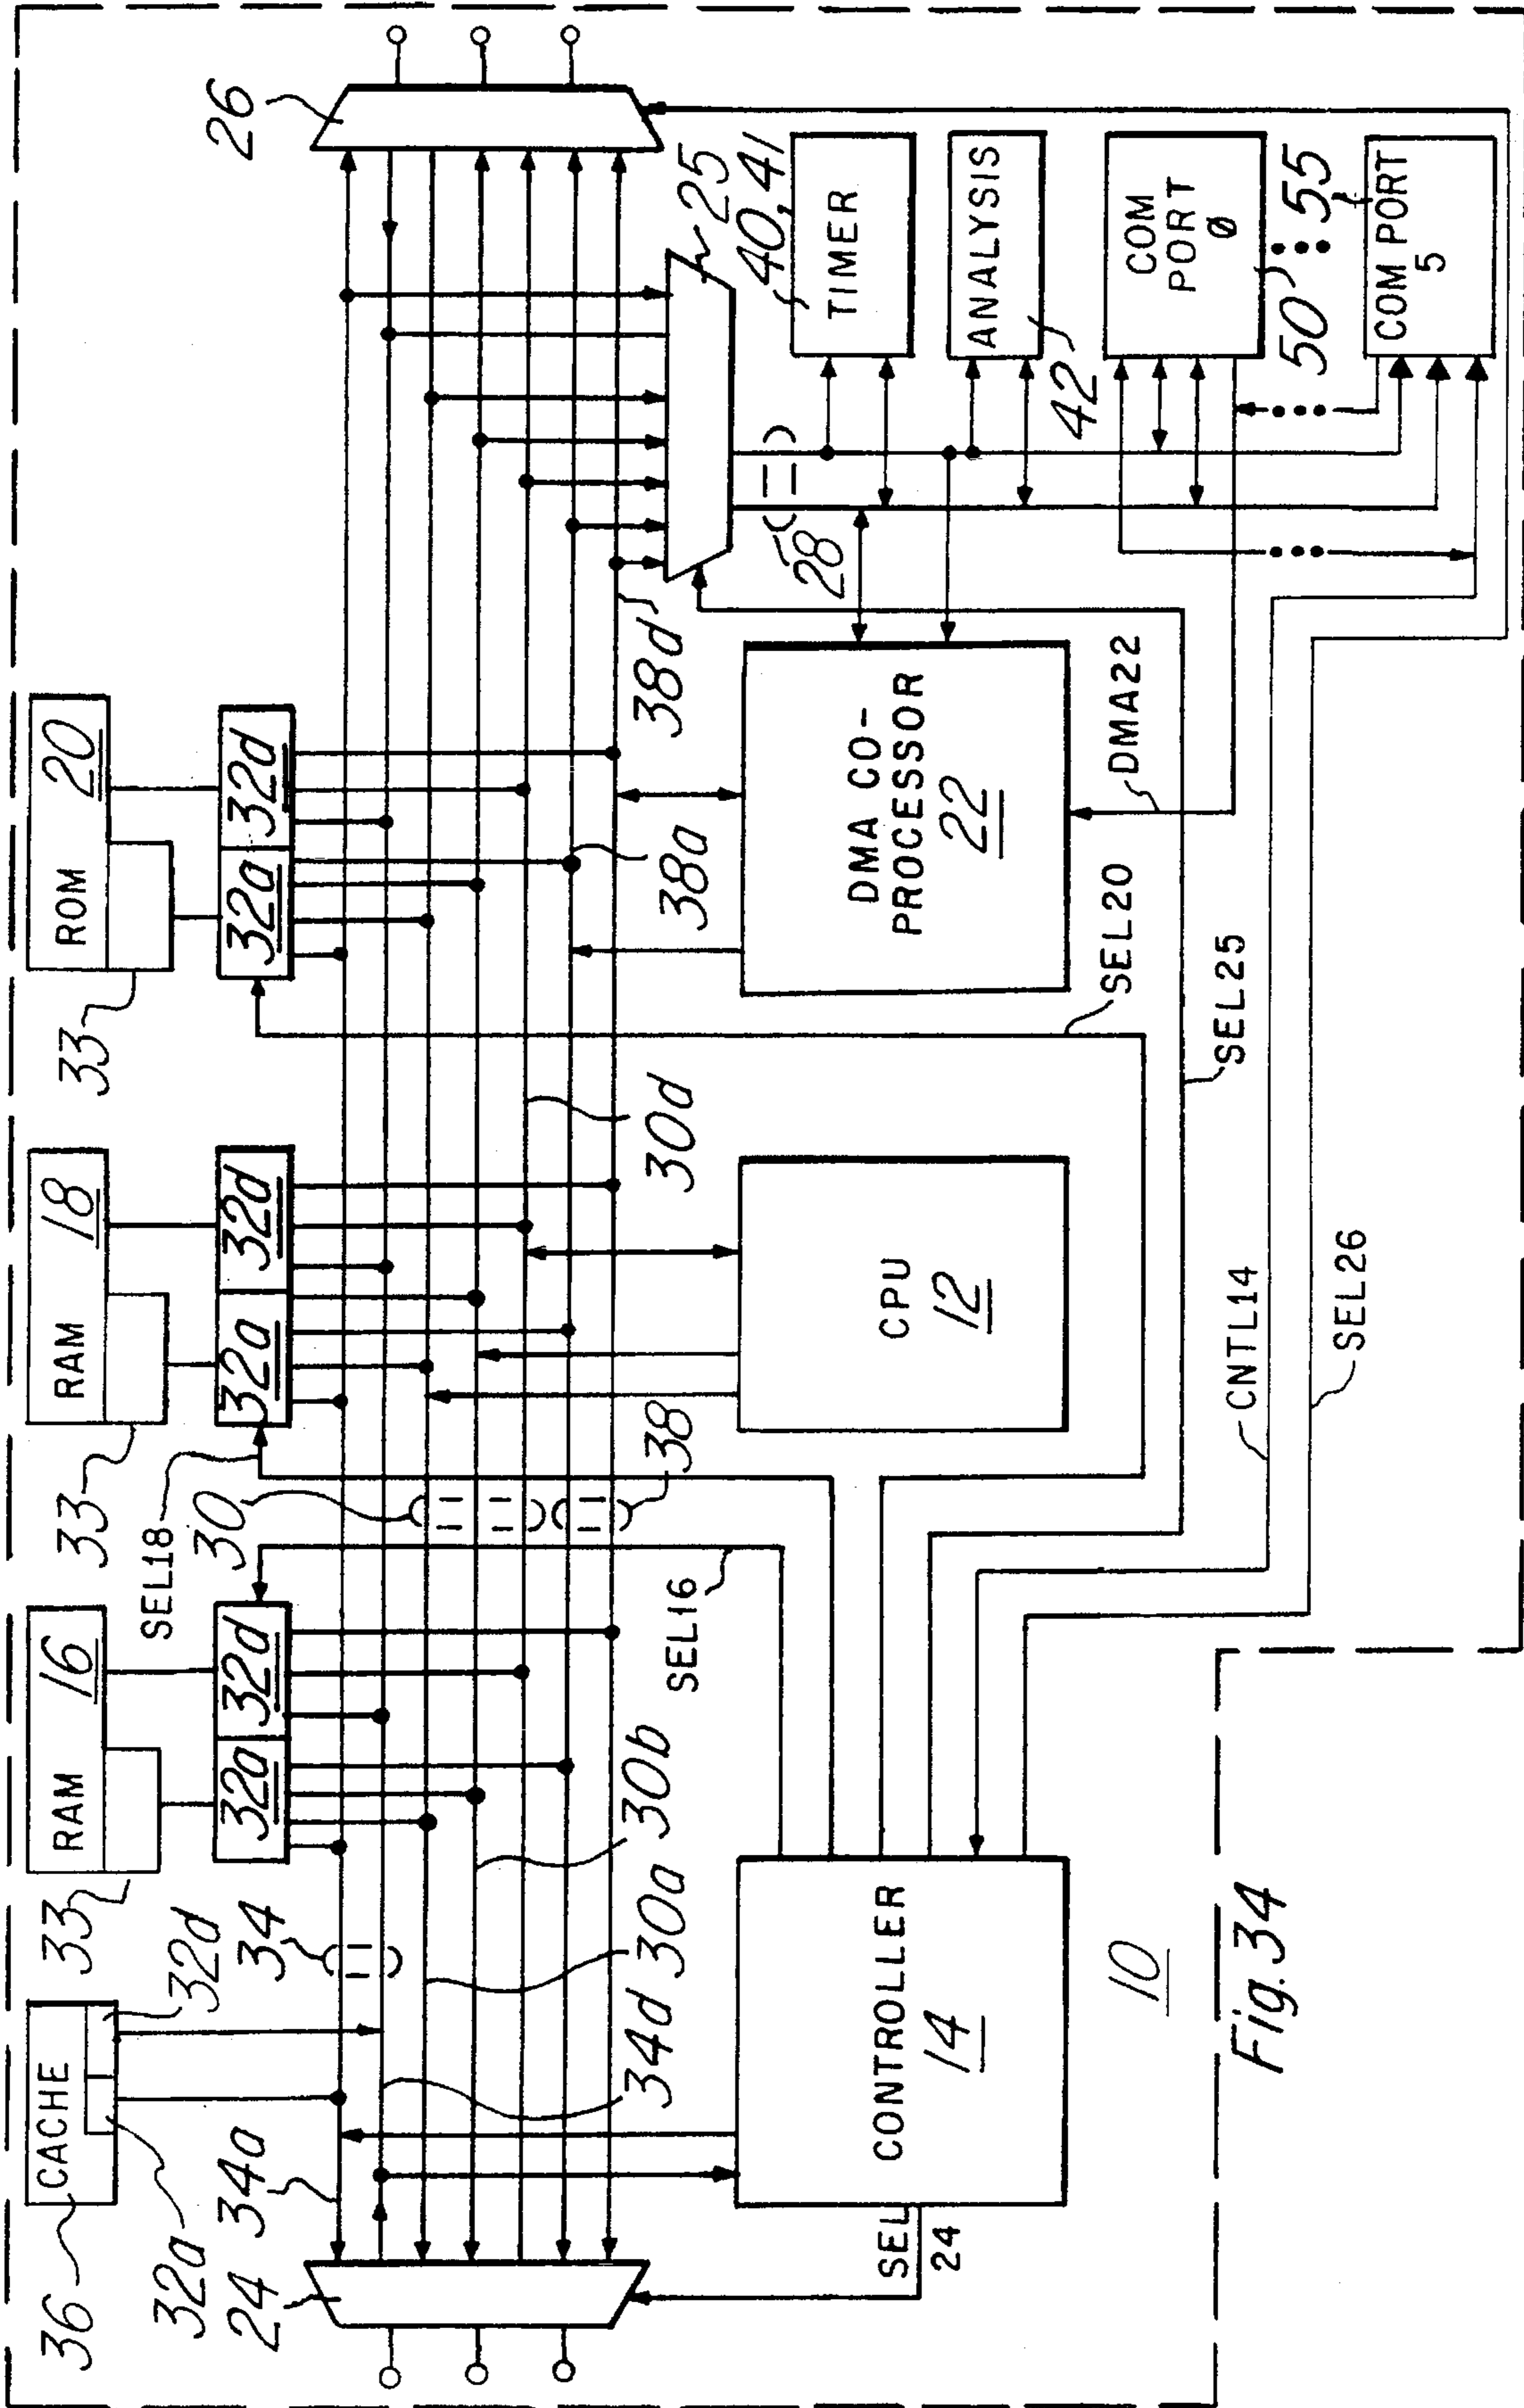 36
CACHE
32a
32d
24
34a
34
33
RAM
16
32a
32d
SEL18
33
RAM
18
32a
32d
33
ROM
20
32a
32d
26
34d
30a
30b
30
38
30d
38a
38d
25
SEL
24
CONTROLLER
14
SEL16
CPU
12
DMA CO-
PROCESSOR
22
28
40,41
TIMER
ANALYSIS
42
COM
PORT
Ø
50
55
COM PORT
5
DMA22
SEL20
SEL25
CNTL14
SEL26
10
Fig. 34